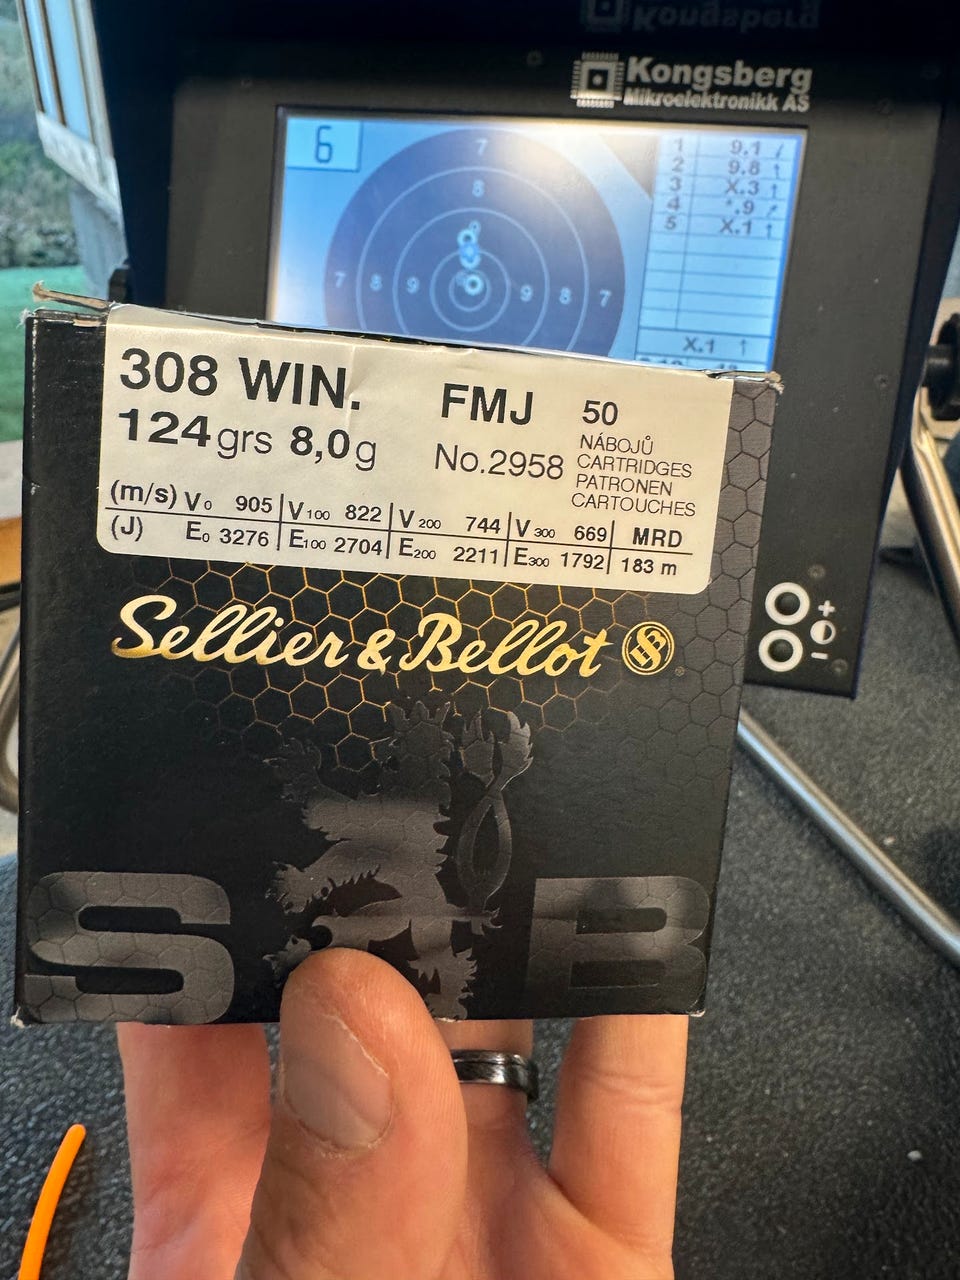 Kongsberg
Kongsberg
Mikroelektronikk AS
6
7
8
7 8 9 9 8 7
1 9.1
2 9.8 ↑
3 X.3 ↑
4 *.9
5 X.1 ↑
X.1 ↑
308 WIN. FMJ 50
124grs 8,0g No.2958
NÁBOJŮ
CARTRIDGES
PATRONEN
CARTOUCHES
(m/s) V0 905 V100 822 V200 744 V300 669 MRD
(J) E0 3276 E100 2704 E200 2211 E300 1792 183 m
Sellier & Bellot SB
+
-
S B